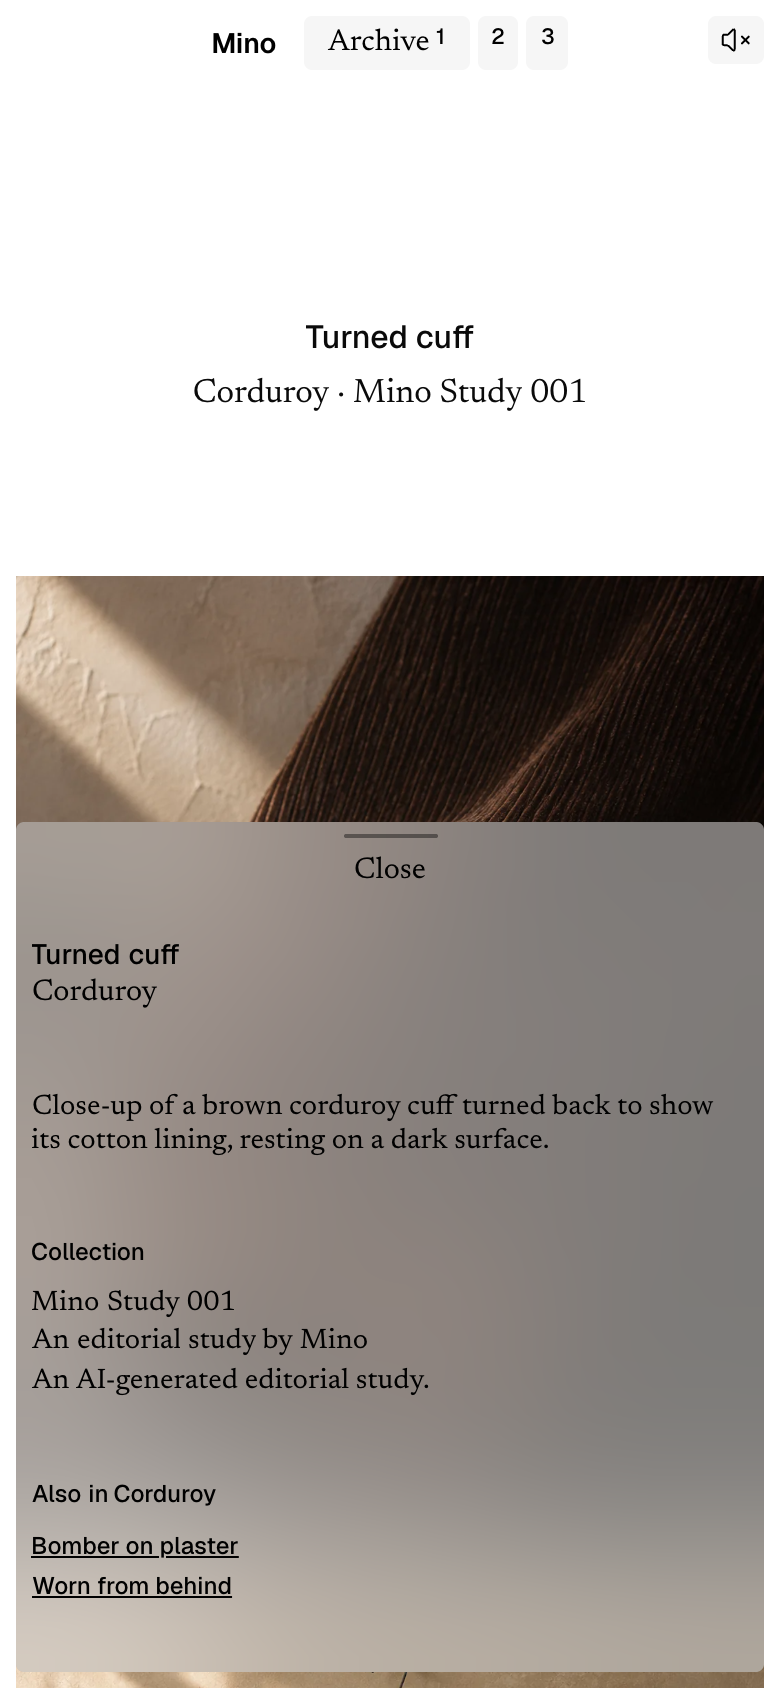 Mino Archive 1 2 3
Turned cuff
Corduroy · Mino Study 001
Close
Turned cuff
Corduroy
Close-up of a brown corduroy cuff turned back to show
its cotton lining, resting on a dark surface.
Collection
Mino Study 001
An editorial study by Mino
An AI-generated editorial study.
Also in Corduroy
Bomber on plaster
Worn from behind